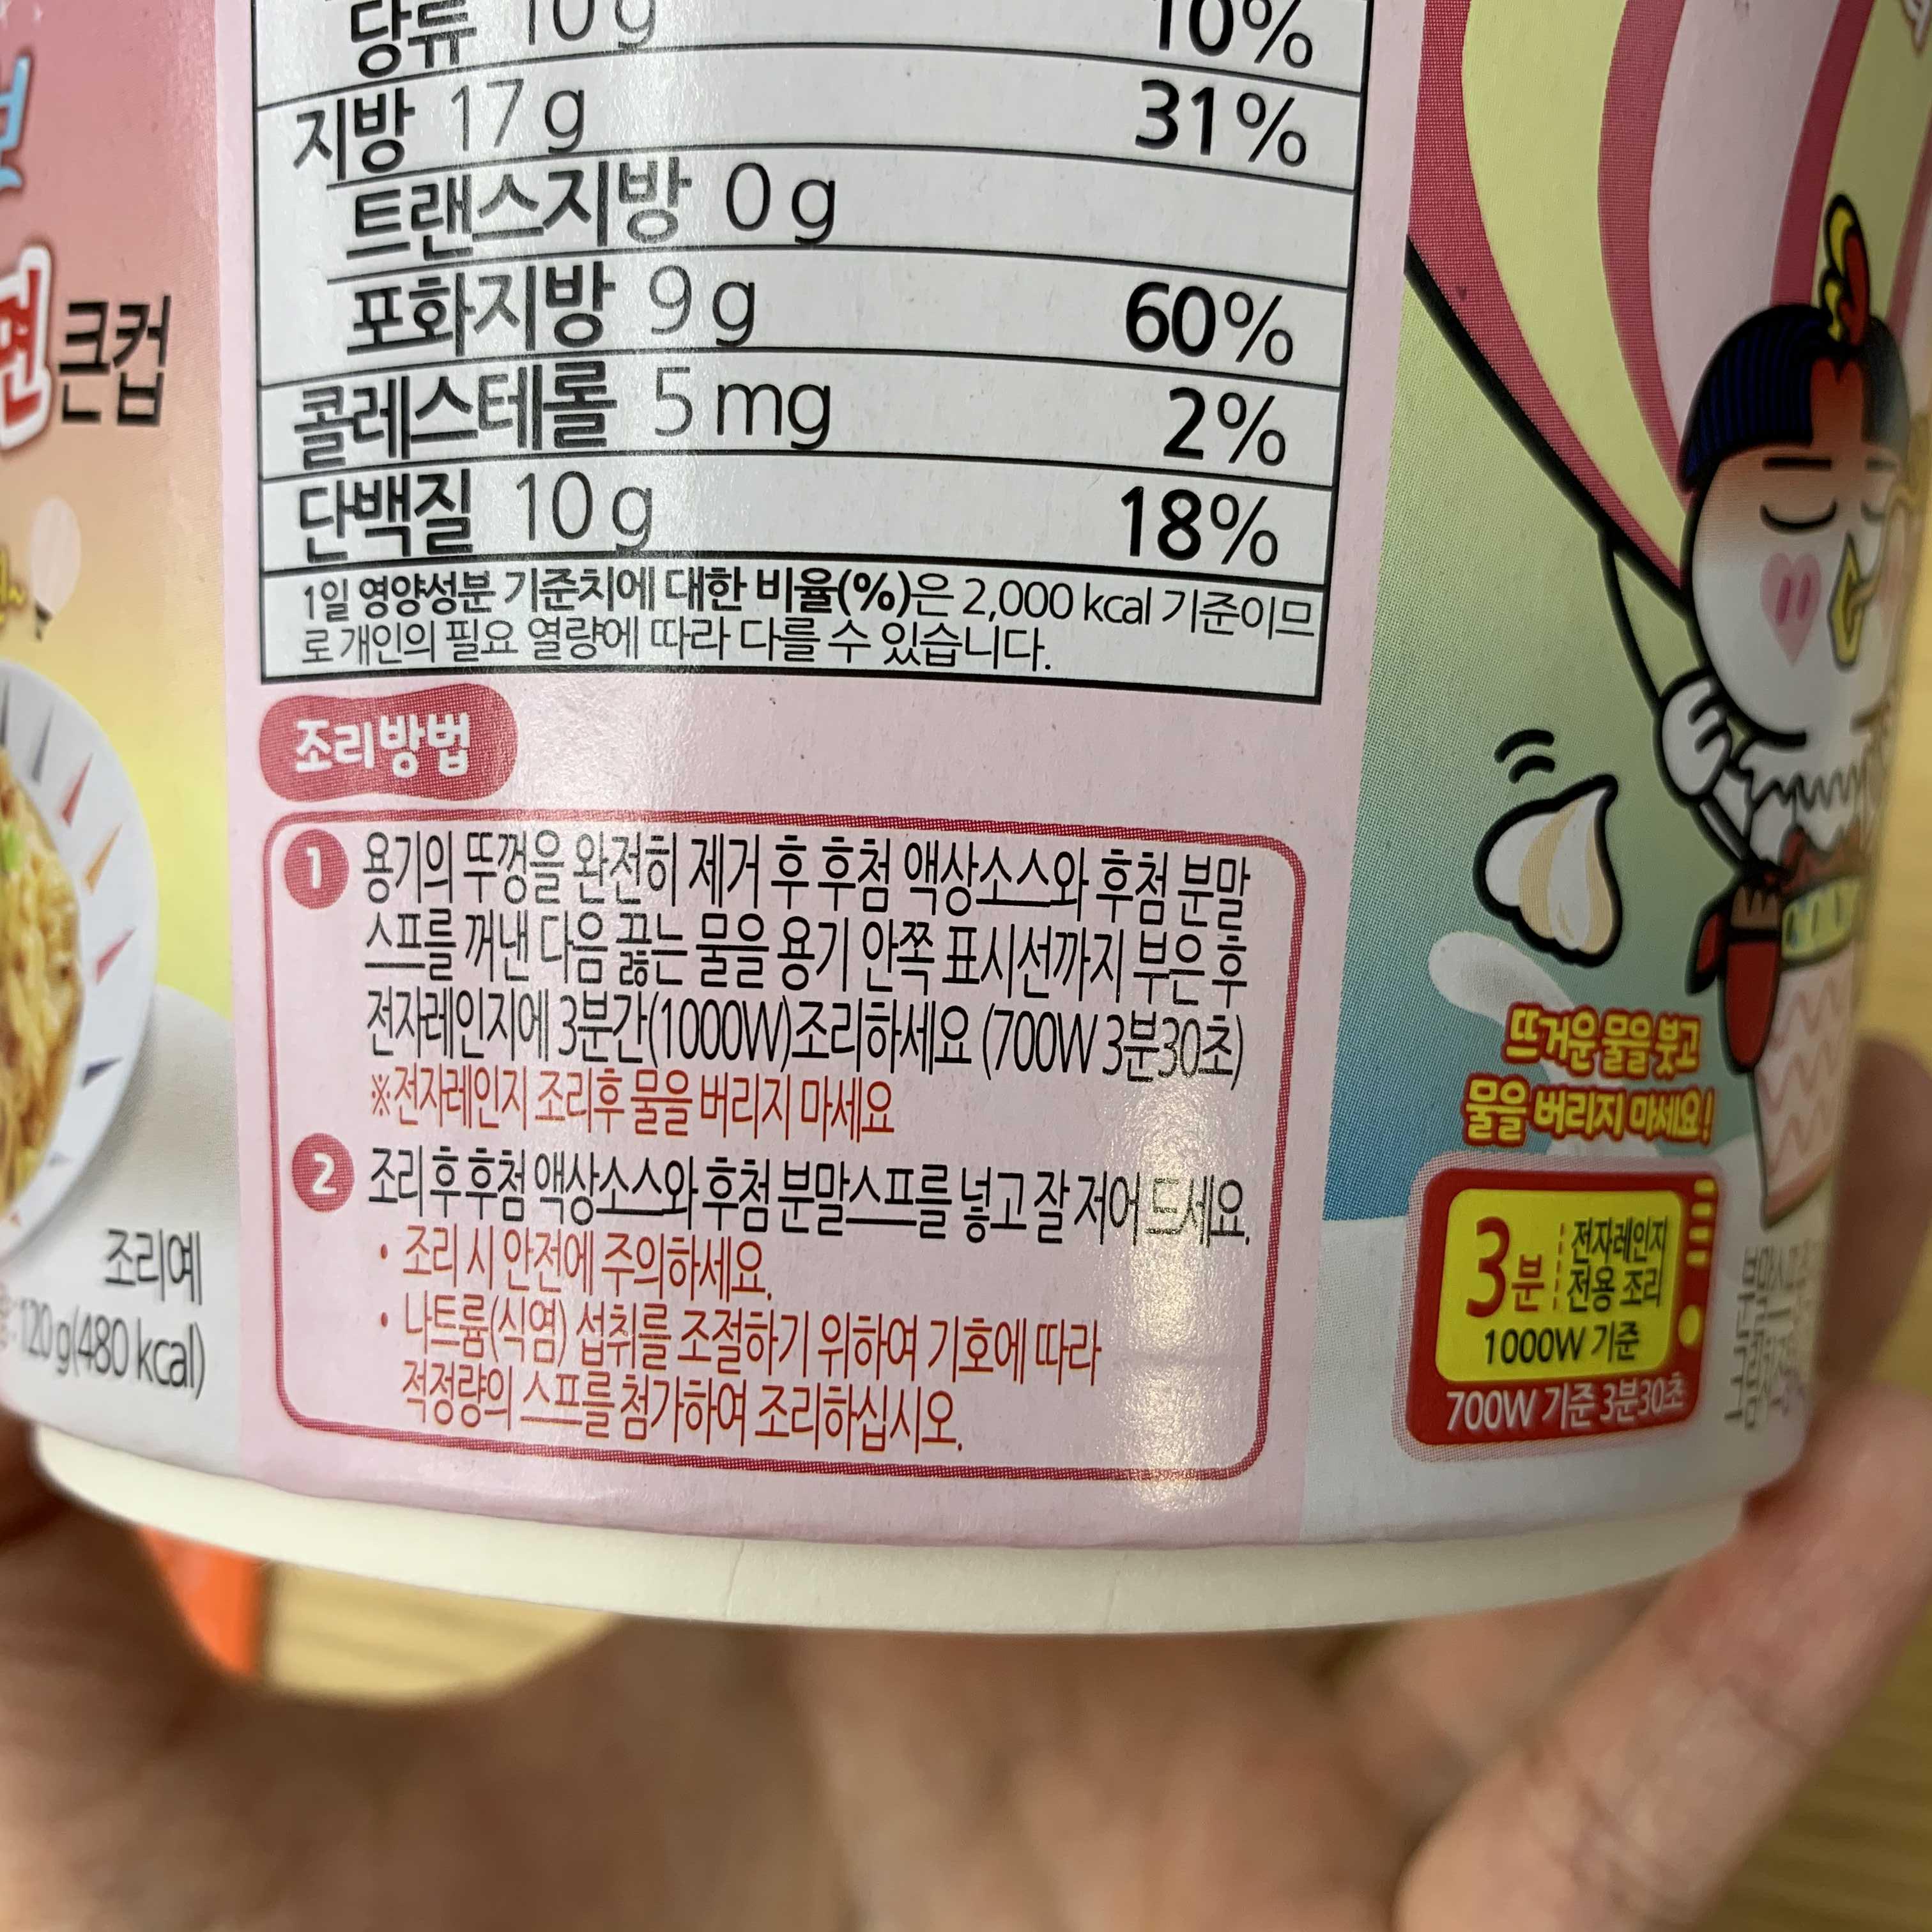 당류 10g 10%
지방 17g 31%
트랜스지방 0g
포화지방 9g 60%
콜레스테롤 5mg 2%
단백질 10g 18%
1일 영양성분 기준치에 대한 비율(%)은 2,000 kcal 기준이므
로 개인의 필요 열량에 따라 다를 수 있습니다.
큰컵
조리예
120g(480 kcal)
조리방법
1 용기의 뚜껑을 완전히 제거 후 후첨 액상소스와 후첨 분말
스프를 꺼낸 다음 끓는 물을 용기 안쪽 표시선까지 부은 후
전자레인지에 3분간(1000W)조리하세요 (700W 3분30초)
※전자레인지 조리후 물을 버리지 마세요
2 조리 후 후첨 액상소스와 후첨 분말스프를 넣고 잘 저어 드세요.
• 조리 시 안전에 주의하세요.
• 나트륨(식염) 섭취를 조절하기 위하여 기호에 따라
적정량의 스프를 첨가하여 조리하십시오.
뜨거운 물을 붓고
물을 버리지 마세요!
3분 전자레인지
전용 조리
1000W 기준
700W 기준 3분30초